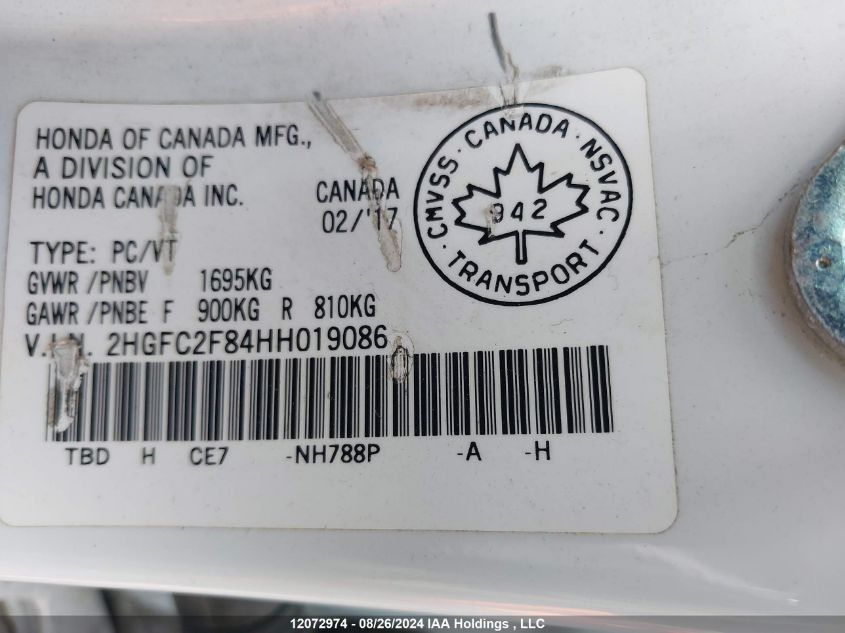 HONDA OF CANADA MFG.,
A DIVISION OF
HONDA CANADA INC.
CANADA
02/'17
TYPE: PC/VT
GVWR /PNBV 1695KG
GAWR /PNBE F 900KG R 810KG
V.I.N. 2HGFC2F84HH019086
TBD H CE7 -NH788P -A -H
CMVSS · CANADA · NSVAC · TRANSPORT ·
942
12072974 - 08/26/2024 IAA Holdings , LLC